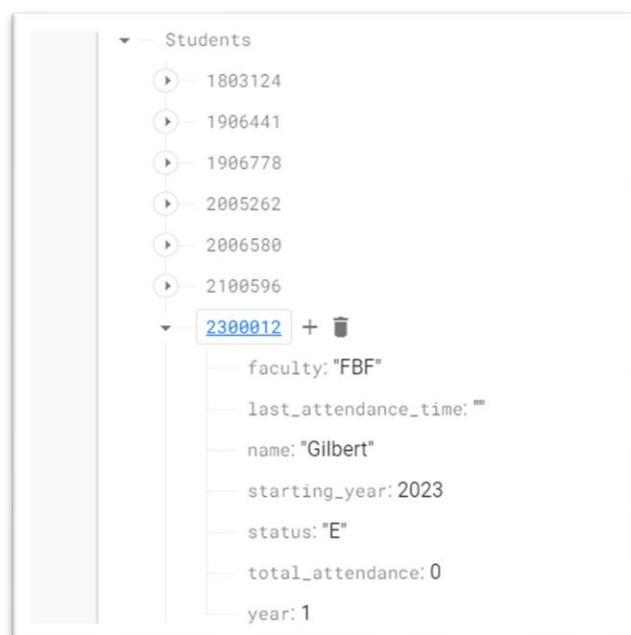 Students
1803124
1906441
1906778
2005262
2006580
2100596
2300012 +
faculty: "FBF"
last_attendance_time: ""
name: "Gilbert"
starting_year: 2023
status: "E"
total_attendance: 0
year: 1